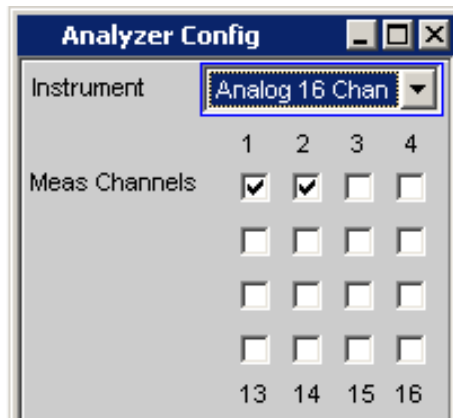 Analyzer Config
Instrument Analog 16 Chan
1 2 3 4
Meas Channels
13 14 15 16